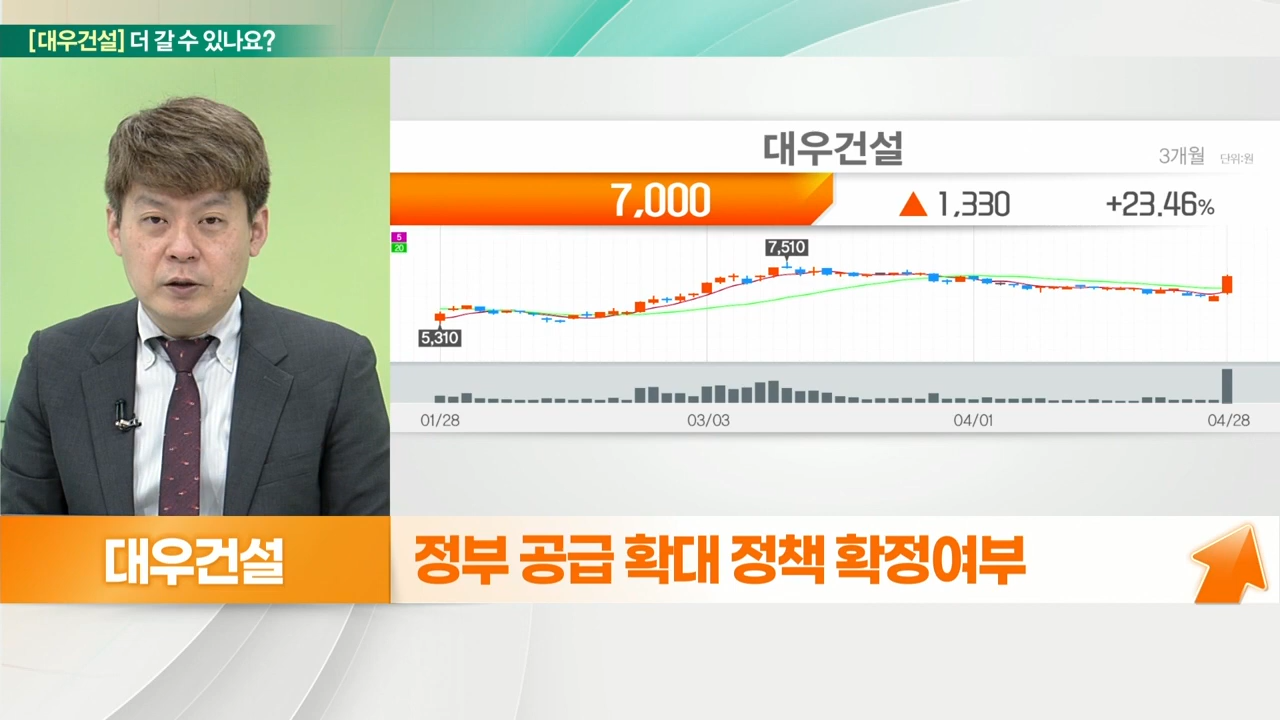 [대우건설] 더 갈 수 있나요?
대우건설
3개월 단위:원
7,000 ▲ 1,330 +23.46%
5
20
7,510
5,310
01/28 03/03 04/01 04/28
대우건설
정부 공급 확대 정책 확정여부